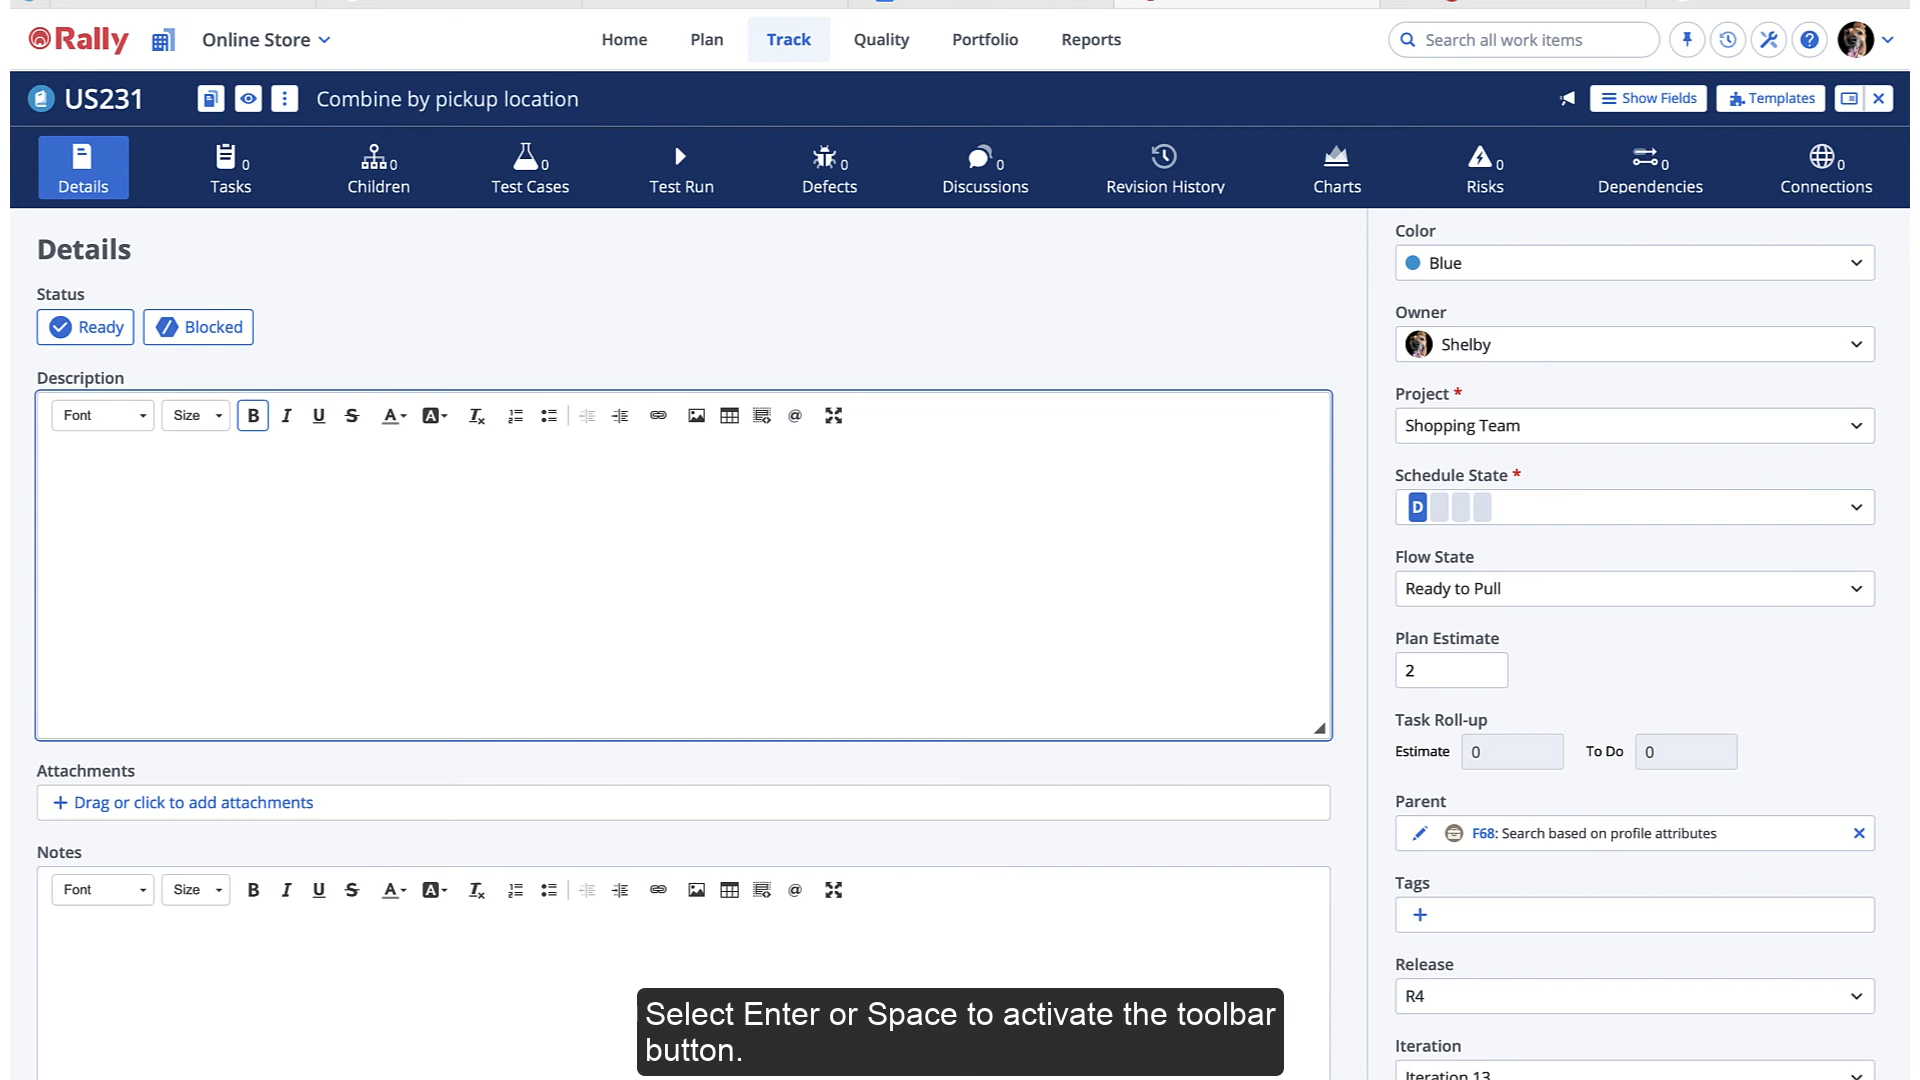 Rally
Online Store
Home
Plan
Track
Quality
Portfolio
Reports
Search all work items
US231
Combine by pickup location
Show Fields
Templates
Details
Tasks 0
Children 0
Test Cases 0
Test Run
Defects 0
Discussions 0
Revision History
Charts
Risks 0
Dependencies 0
Connections 0
Details
Status
Ready
Blocked
Description
Font
Size
B I U S A A Tx @
Attachments
+ Drag or click to add attachments
Notes
Font
Size
B I U S A A Tx @
Color
Blue
Owner
Shelby
Project *
Shopping Team
Schedule State *
D
Flow State
Ready to Pull
Plan Estimate
2
Task Roll-up
Estimate 0 To Do 0
Parent
F68: Search based on profile attributes
Tags
+
Release
R4
Iteration
Iteration 13
Select Enter or Space to activate the toolbar
button.